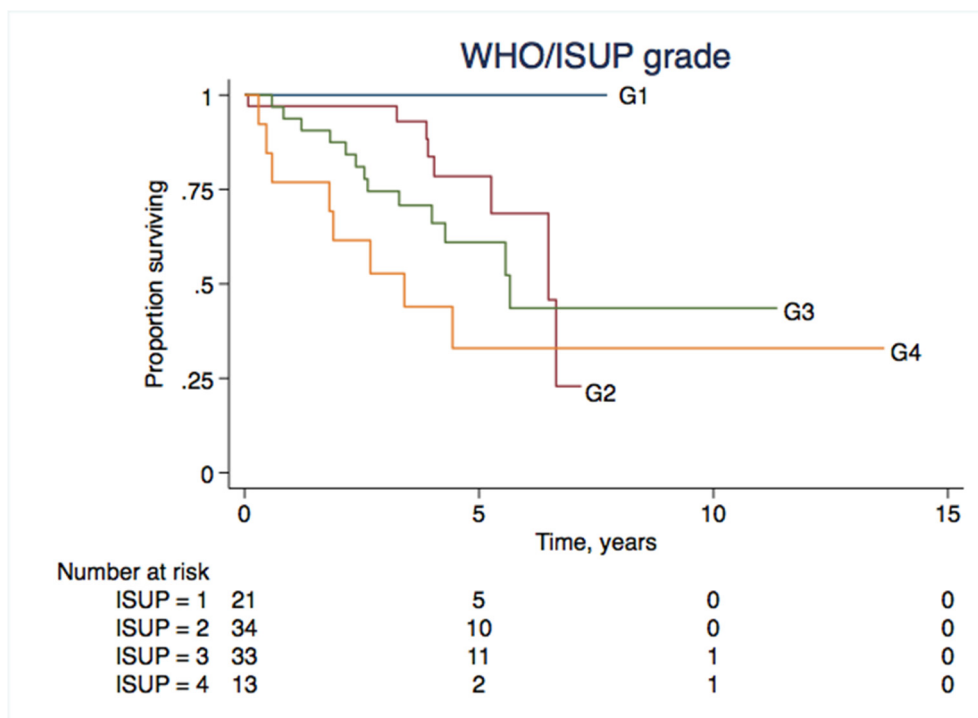 WHO/ISUP grade
Proportion surviving
1
.75
.5
.25
0
G1
G3
G4
G2
0 5 10 15
Time, years
Number at risk
ISUP = 1 21 5 0 0
ISUP = 2 34 10 0 0
ISUP = 3 33 11 1 0
ISUP = 4 13 2 1 0